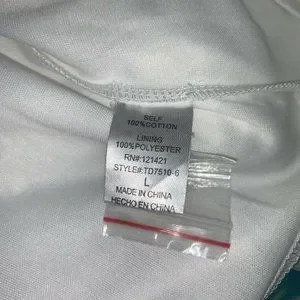 SELF
100%COTTON
LINING
100%POLYESTER
RN#:121421
STYLE#:TD7510-6
L
MADE IN CHINA
HECHO EN CHINA